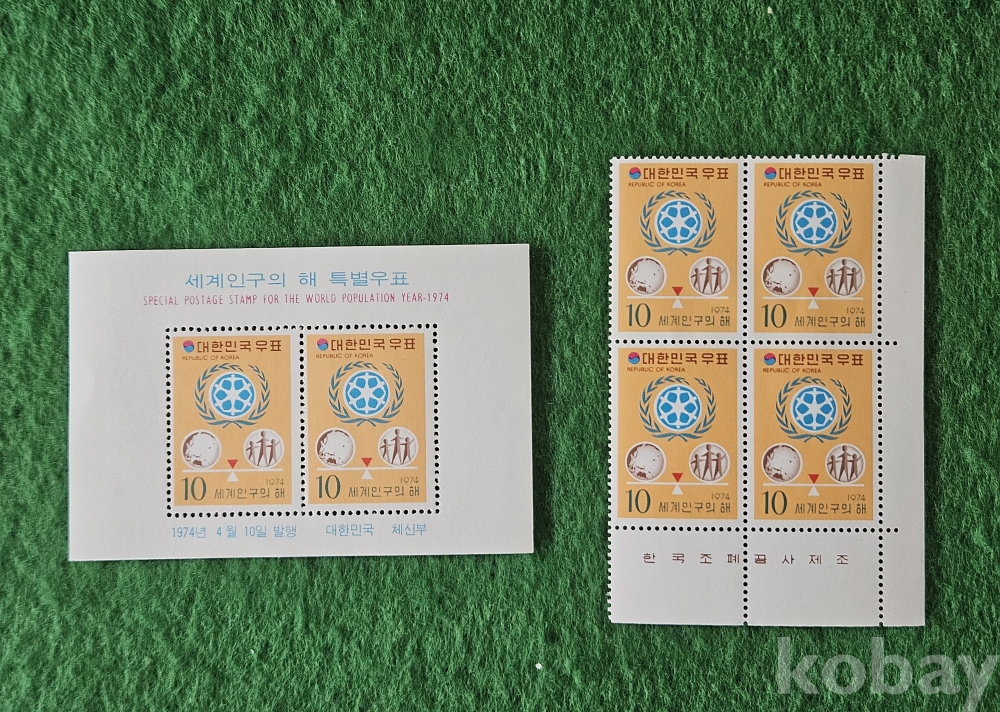 세계인구의 해 특별우표
SPECIAL POSTAGE STAMP FOR THE WORLD POPULATION YEAR-1974
대한민국우표
REPUBLIC OF KOREA
1974
10 세계인구의 해
대한민국우표
REPUBLIC OF KOREA
1974
10 세계인구의 해
1974년 4월 10일 발행 대한민국 체신부
대한민국우표
REPUBLIC OF KOREA
1974
10 세계인구의 해
대한민국우표
REPUBLIC OF KOREA
1974
10 세계인구의 해
대한민국우표
REPUBLIC OF KOREA
1974
10 세계인구의 해
대한민국우표
REPUBLIC OF KOREA
1974
10 세계인구의 해
한국조폐공사제조
kobay